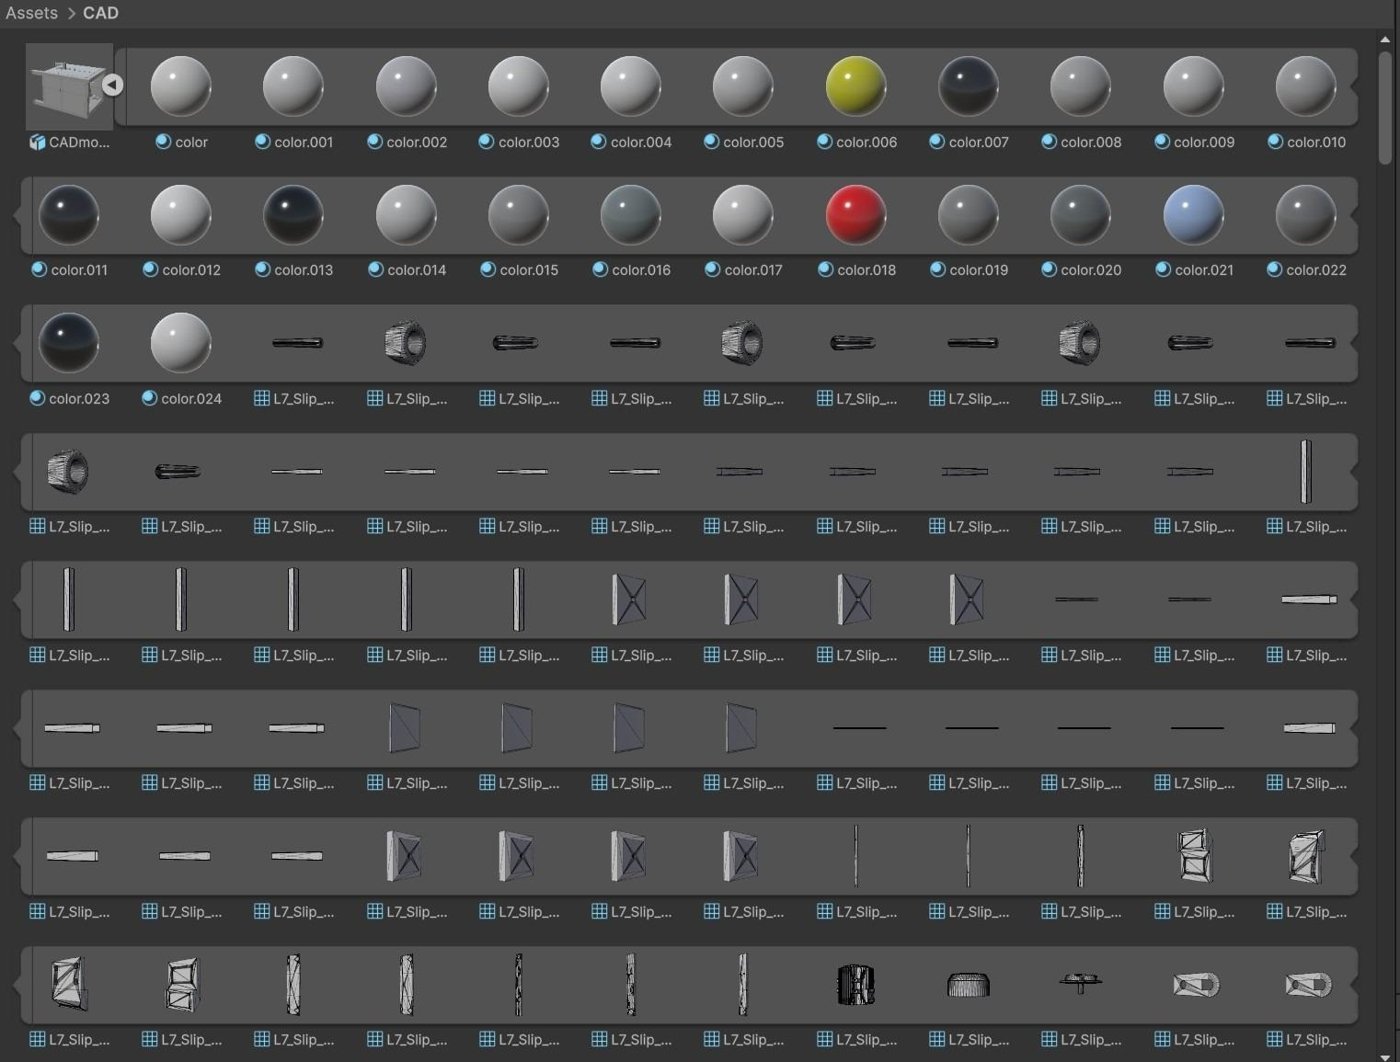 Assets > CAD
CADmo... color color.001 color.002 color.003 color.004 color.005 color.006 color.007 color.008 color.009 color.010
color.011 color.012 color.013 color.014 color.015 color.016 color.017 color.018 color.019 color.020 color.021 color.022
color.023 color.024 L7_Slip_... L7_Slip_... L7_Slip_... L7_Slip_... L7_Slip_... L7_Slip_... L7_Slip_... L7_Slip_... L7_Slip_... L7_Slip_...
L7_Slip_... L7_Slip_... L7_Slip_... L7_Slip_... L7_Slip_... L7_Slip_... L7_Slip_... L7_Slip_... L7_Slip_... L7_Slip_... L7_Slip_... L7_Slip_...
L7_Slip_... L7_Slip_... L7_Slip_... L7_Slip_... L7_Slip_... L7_Slip_... L7_Slip_... L7_Slip_... L7_Slip_... L7_Slip_... L7_Slip_... L7_Slip_...
L7_Slip_... L7_Slip_... L7_Slip_... L7_Slip_... L7_Slip_... L7_Slip_... L7_Slip_... L7_Slip_... L7_Slip_... L7_Slip_... L7_Slip_... L7_Slip_...
L7_Slip_... L7_Slip_... L7_Slip_... L7_Slip_... L7_Slip_... L7_Slip_... L7_Slip_... L7_Slip_... L7_Slip_... L7_Slip_... L7_Slip_... L7_Slip_...
L7_Slip_... L7_Slip_... L7_Slip_... L7_Slip_... L7_Slip_... L7_Slip_... L7_Slip_... L7_Slip_... L7_Slip_... L7_Slip_... L7_Slip_... L7_Slip_...